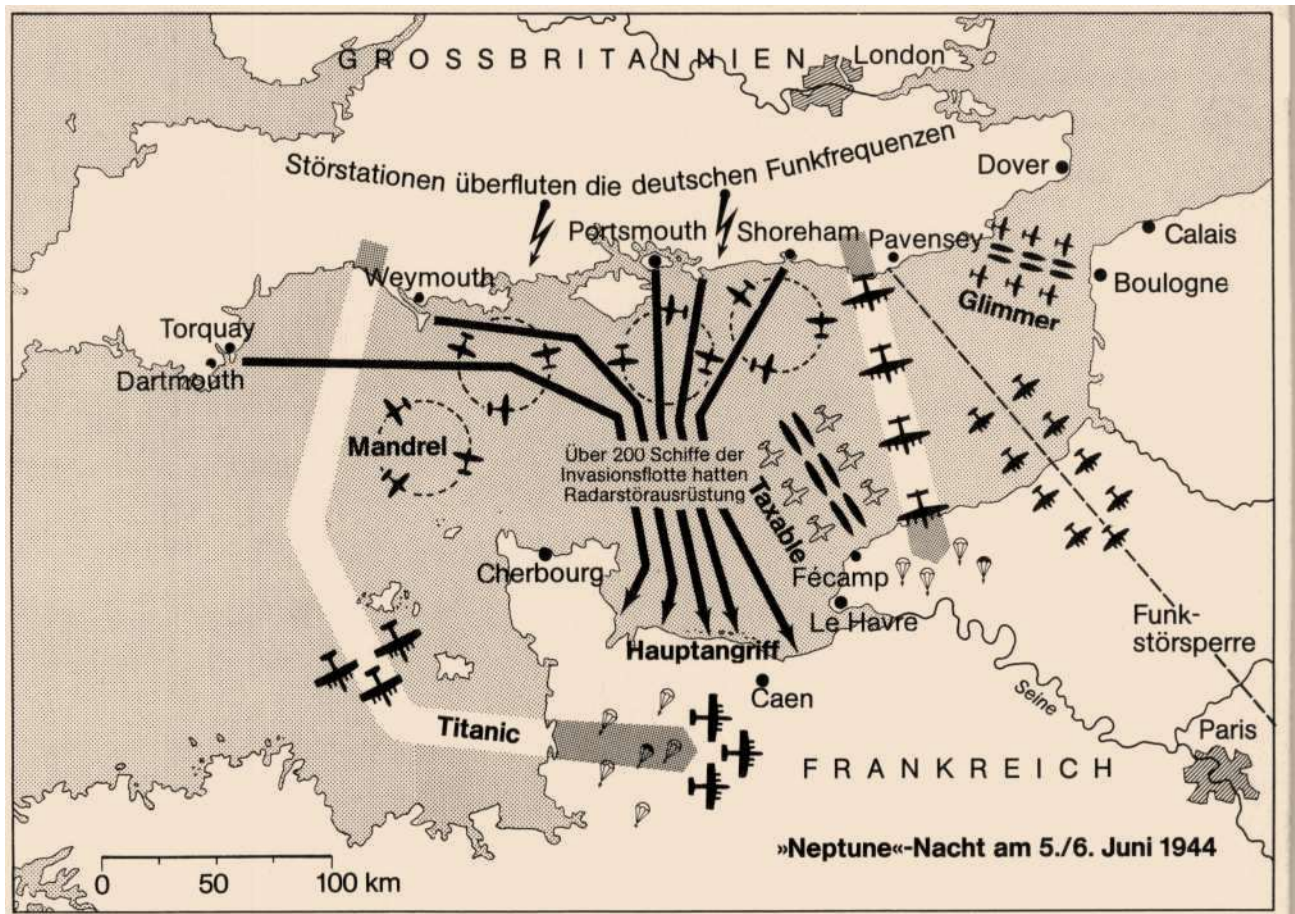 GROSSBRITANNIEN
London
Störstationen überfluten die deutschen Funkfrequenzen
Dover
Portsmouth
Shoreham
Pavensey
Calais
Weymouth
Boulogne
Glimmer
Torquay
Dartmouth
Mandrel
Über 200 Schiffe der
Invasionsflotte hatten
Radarstörausrüstung
Taxable
Cherbourg
Fécamp
Le Havre
Funk-
störsperre
Hauptangriff
Caen
Seine
Titanic
Paris
FRANKREICH
»Neptune«-Nacht am 5./6. Juni 1944
0 50 100 km